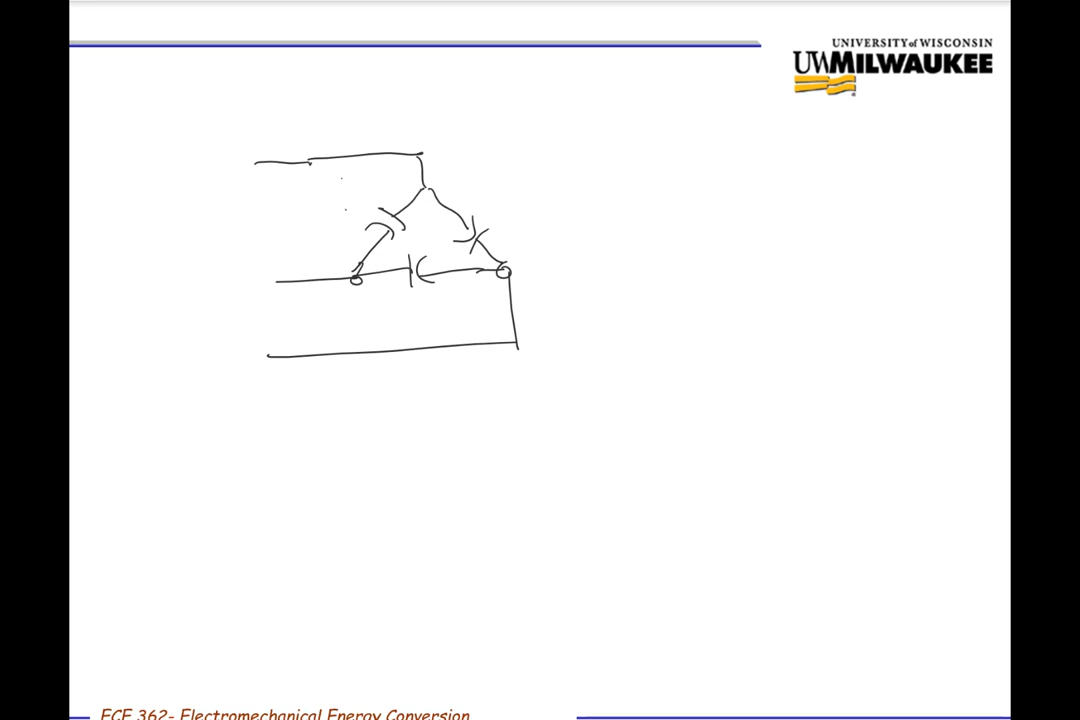 UNIVERSITY of WISCONSIN
UWMILWAUKEE
ECE 362- Electromechanical Energy Conversion